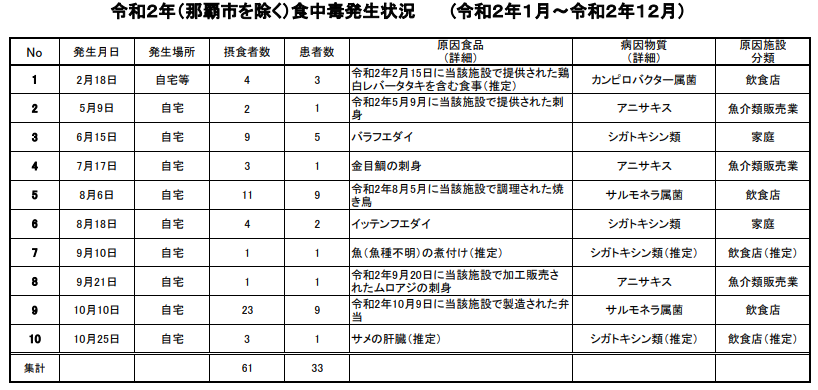 令和2年(那覇市を除く)食中毒発生状況 (令和2年1月～令和2年12月)
No 発生月日 発生場所 摂食者数 患者数 原因食品(詳細) 病因物質(詳細) 原因施設分類
1 2月18日 自宅等 4 3 令和2年2月15日に当該施設で提供された鶏白レバータタキを含む食事(推定) カンピロバクター属菌 飲食店
2 5月9日 自宅 2 1 令和2年5月9日に当該施設で提供された刺身 アニサキス 魚介類販売業
3 6月15日 自宅 9 5 バラフエダイ シガトキシン類 家庭
4 7月17日 自宅 3 1 金目鯛の刺身 アニサキス 魚介類販売業
5 8月6日 自宅 11 9 令和2年8月5日に当該施設で調理された焼き鳥 サルモネラ属菌 飲食店
6 8月18日 自宅 4 2 イッテンフエダイ シガトキシン類 家庭
7 9月10日 自宅 1 1 魚(魚種不明)の煮付け(推定) シガトキシン類(推定) 飲食店(推定)
8 9月21日 自宅 1 1 令和2年9月20日に当該施設で加工販売されたムロアジの刺身 アニサキス 魚介類販売業
9 10月10日 自宅 23 9 令和2年10月9日に当該施設で製造された弁当 サルモネラ属菌 飲食店
10 10月25日 自宅 3 1 サメの肝臓(推定) シガトキシン類(推定) 飲食店(推定)
集計 61 33